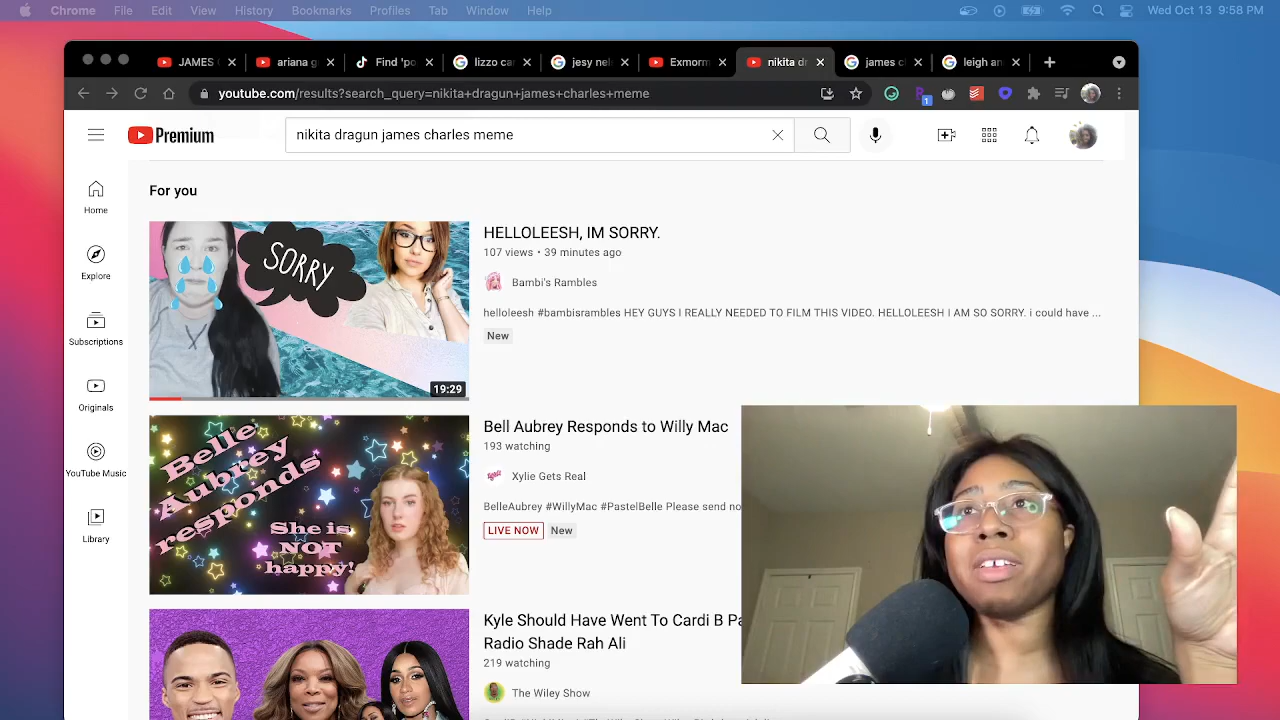 Chrome File Edit View History Bookmarks Profiles Tab Window Help Wed Oct 13 9:58 PM
JAMES ariana g Find 'po lizzo car jesy nel Exmorm nikita dr james c leigh an
youtube.com/results?search_query=nikita+dragun+james+charles+meme
1
Premium
nikita dragun james charles meme
Home
Explore
Subscriptions
Originals
YouTube Music
Library
For you
SORRY
19:29
HELLOLEESH, IM SORRY.
107 views • 39 minutes ago
Bambi's Rambles
helloleesh #bambisrambles HEY GUYS I REALLY NEEDED TO FILM THIS VIDEO. HELLOLEESH I AM SO SORRY. i could have ...
New
Belle
Aubrey
responds
She is
NOT
happy!
Bell Aubrey Responds to Willy Mac
193 watching
Xylie Gets Real
BelleAubrey #WillyMac #PastelBelle Please send no
LIVE NOW New
Kyle Should Have Went To Cardi B Pa
Radio Shade Rah Ali
219 watching
The Wiley Show